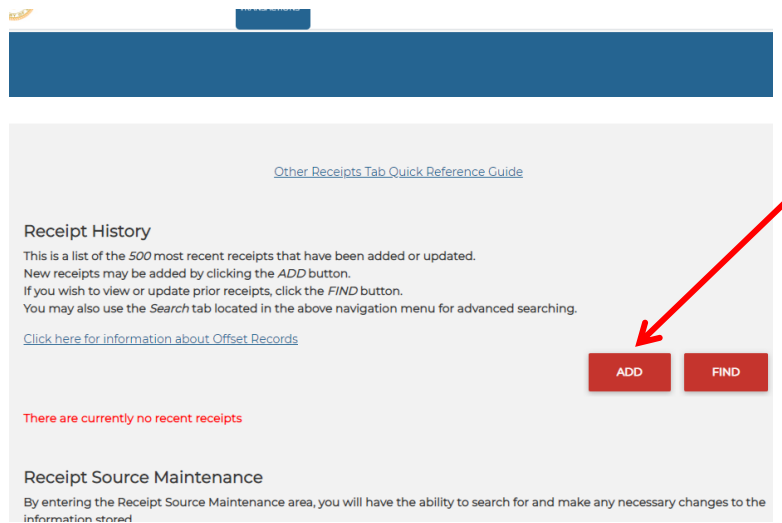 Other Receipts Tab Quick Reference Guide
Receipt History
This is a list of the 500 most recent receipts that have been added or updated.
New receipts may be added by clicking the ADD button.
If you wish to view or update prior receipts, click the FIND button.
You may also use the Search tab located in the above navigation menu for advanced searching.
Click here for information about Offset Records
ADD FIND
There are currently no recent receipts
Receipt Source Maintenance
By entering the Receipt Source Maintenance area, you will have the ability to search for and make any necessary changes to the
information stored